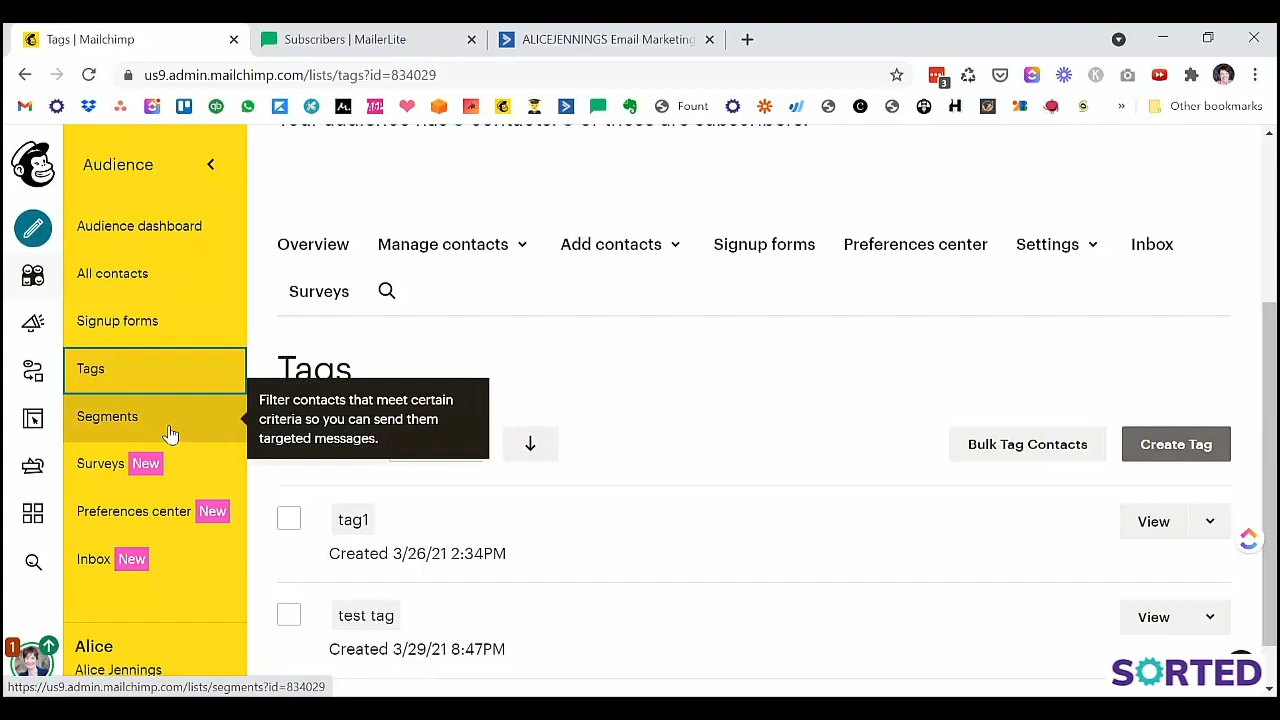 Tags | Mailchimp
Subscribers | MailerLite
ALICEJENNINGS Email Marketing
us9.admin.mailchimp.com/lists/tags?id=834029
3
Fount
Other bookmarks
Audience
Audience dashboard
All contacts
Signup forms
Tags
Segments
Surveys New
Preferences center New
Inbox New
Alice
Alice Jennings
1
Overview
Manage contacts
Add contacts
Signup forms
Preferences center
Settings
Inbox
Surveys
Tags
Filter contacts that meet certain
criteria so you can send them
targeted messages.
Bulk Tag Contacts
Create Tag
tag1
View
Created 3/26/21 2:34PM
test tag
View
Created 3/29/21 8:47PM
SORTED
https://us9.admin.mailchimp.com/lists/segments?id=834029